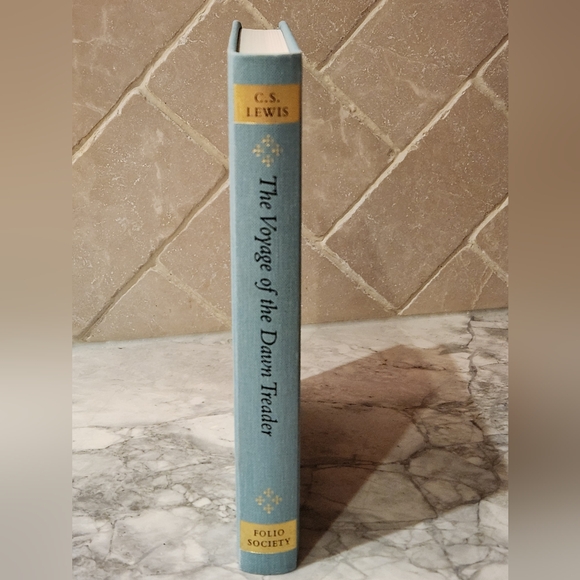 C.S.
LEWIS
The Voyage of the Dawn Treader
FOLIO
SOCIETY